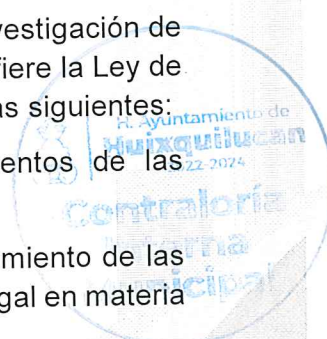 vestigación de
fiere la Ley de
as siguientes:
H. Ayuntamiento de
Huixquilucan
2022-2024
entos de las
Contraloría
Interna
miento de las
Municipal
gal en materia